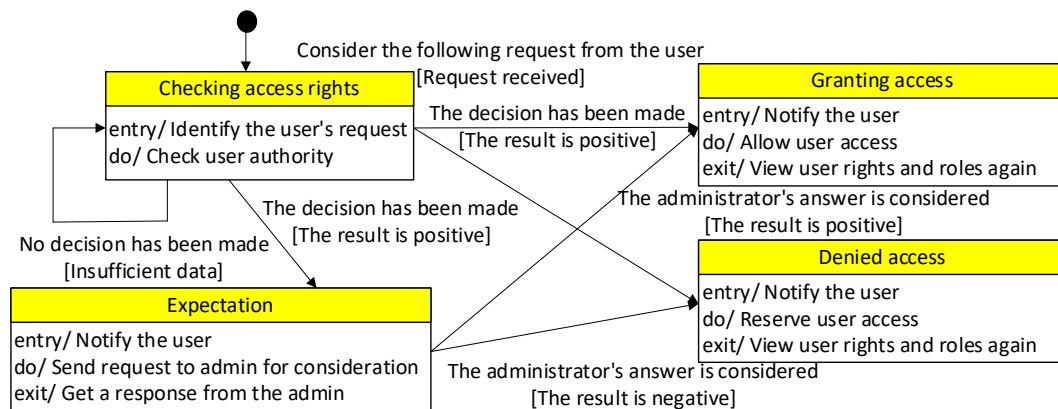 Consider the following request from the user
[Request received]
Checking access rights
entry/ Identify the user's request
do/ Check user authority
The decision has been made
[The result is positive]
Granting access
entry/ Notify the user
do/ Allow user access
exit/ View user rights and roles again
No decision has been made
[Insufficient data]
The decision has been made
[The result is positive]
The administrator's answer is considered
[The result is positive]
Denied access
entry/ Notify the user
do/ Reserve user access
exit/ View user rights and roles again
Expectation
entry/ Notify the user
do/ Send request to admin for consideration
exit/ Get a response from the admin
The administrator's answer is considered
[The result is negative]